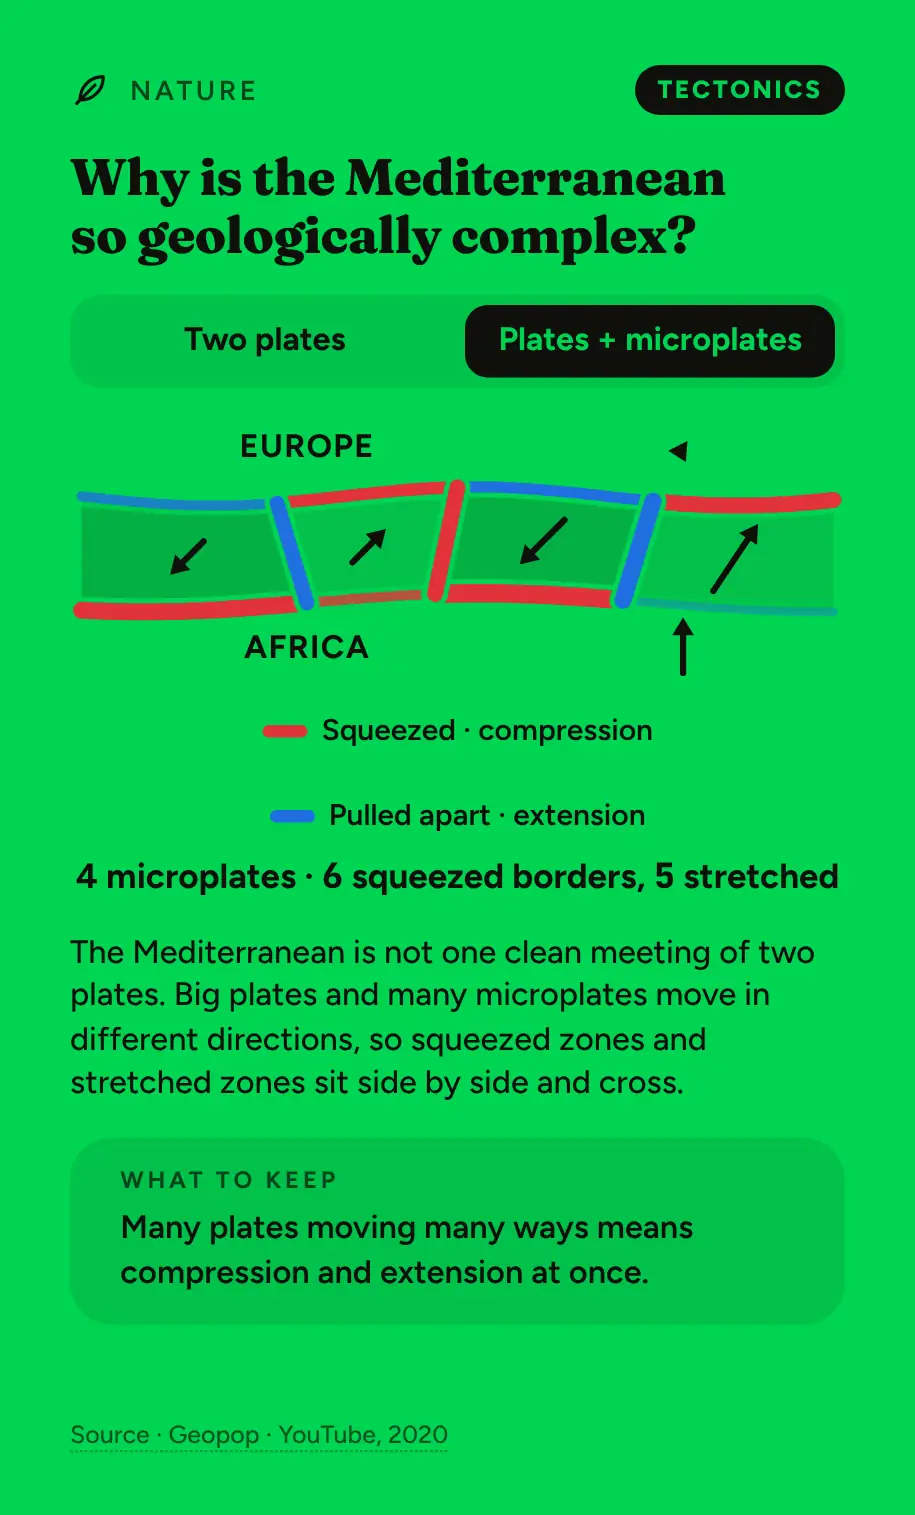 NATURE
TECTONICS
Why is the Mediterranean
so geologically complex?
Two plates
Plates + microplates
EUROPE
AFRICA
Squeezed · compression
Pulled apart · extension
4 microplates · 6 squeezed borders, 5 stretched
The Mediterranean is not one clean meeting of two
plates. Big plates and many microplates move in
different directions, so squeezed zones and
stretched zones sit side by side and cross.
WHAT TO KEEP
Many plates moving many ways means
compression and extension at once.
Source · Geopop · YouTube, 2020